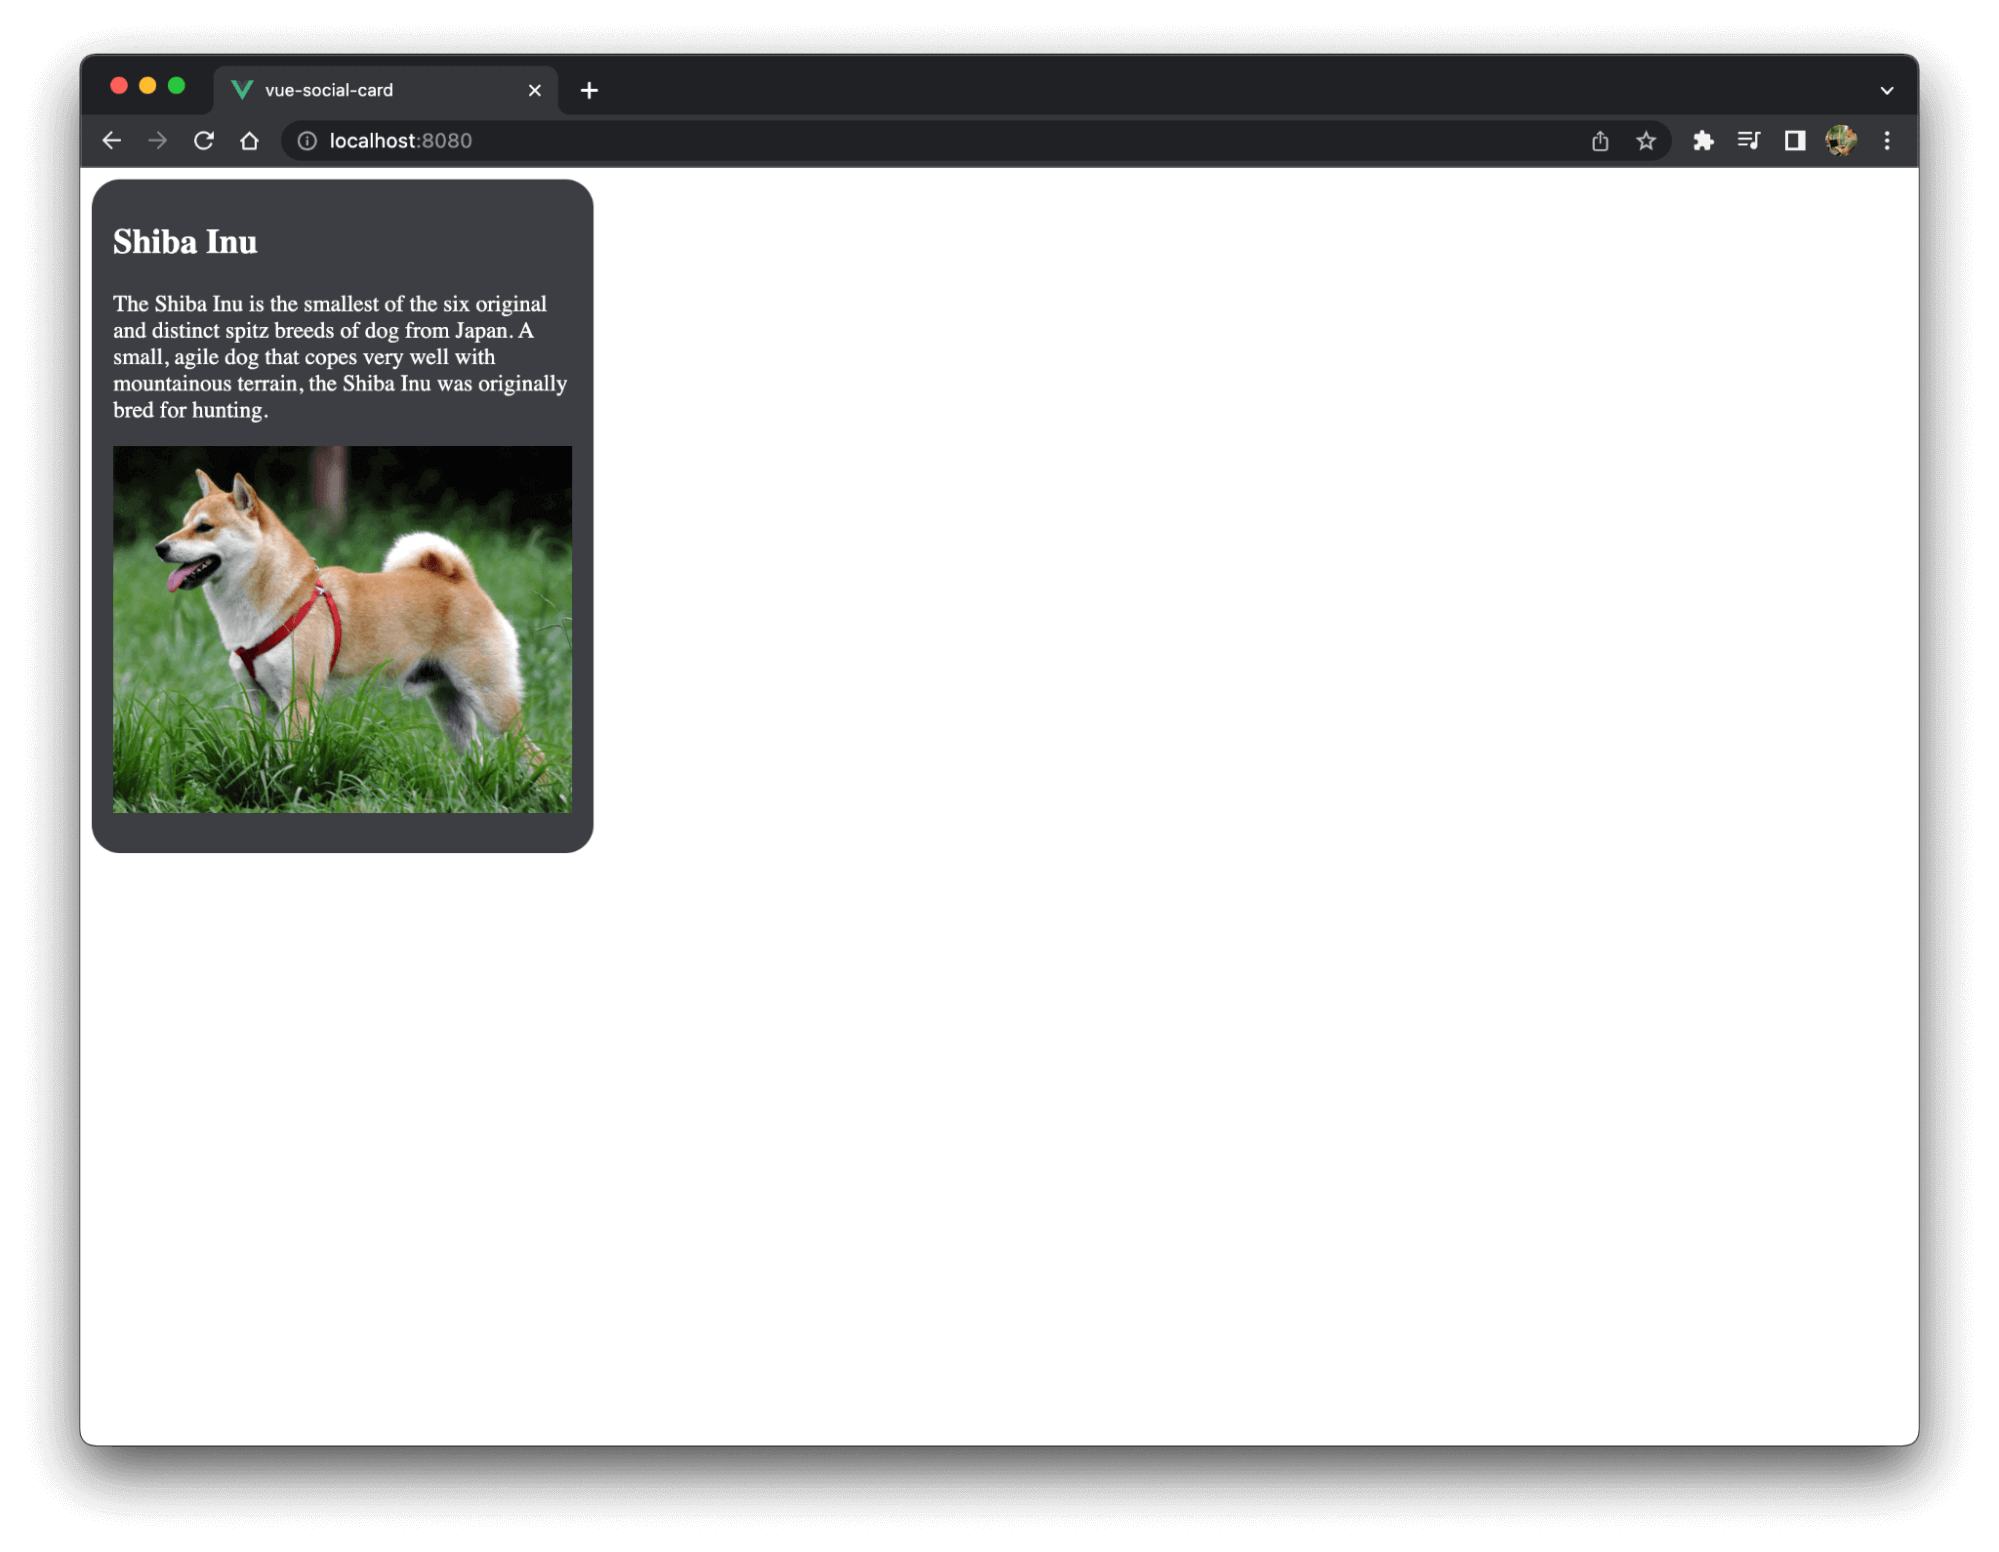 vue-social-card
localhost:8080
Shiba Inu
The Shiba Inu is the smallest of the six original
and distinct spitz breeds of dog from Japan. A
small, agile dog that copes very well with
mountainous terrain, the Shiba Inu was originally
bred for hunting.